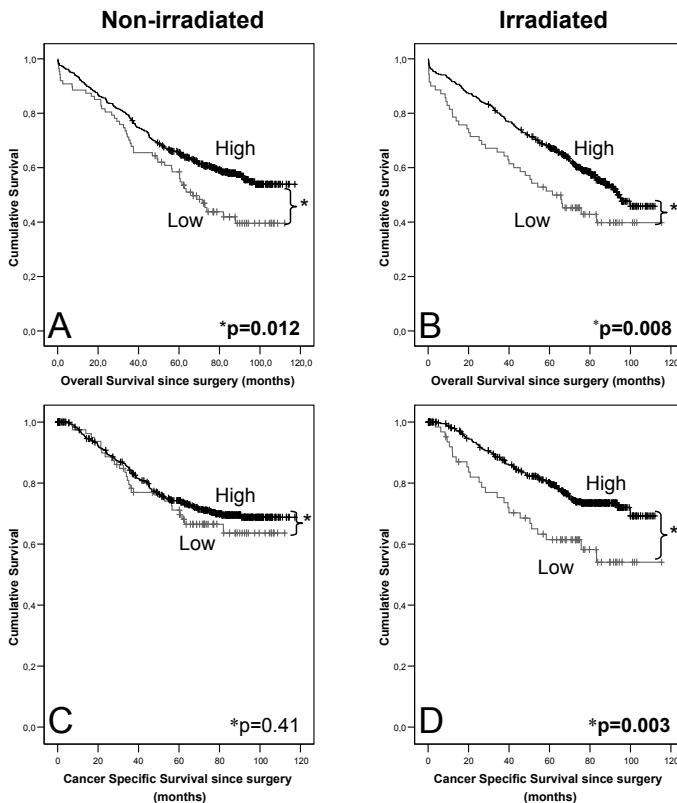 Non-irradiated
Irradiated
Cumulative Survival
1,0
0,8
0,6
0,4
0,2
0,0
High
Low
*
A
*p=0.012
0,0 20,0 40,0 60,0 80,0 100,0 120,0
Overall Survival since surgery (months)
Cumulative Survival
1,0
0,8
0,6
0,4
0,2
0,0
High
Low
*
B
*p=0.008
0 20 40 60 80 100 120
Overall Survival since surgery (months)
Cumulative Survival
1,0
0,8
0,6
0,4
0,2
0,0
High
Low
*
C
*p=0.41
0 20 40 60 80 100 120
Cancer Specific Survival since surgery
(months)
Cumulative Survival
1,0
0,8
0,6
0,4
0,2
0,0
High
Low
*
D
*p=0.003
0 20 40 60 80 100 120
Cancer Specific Survival since surgery
(months)